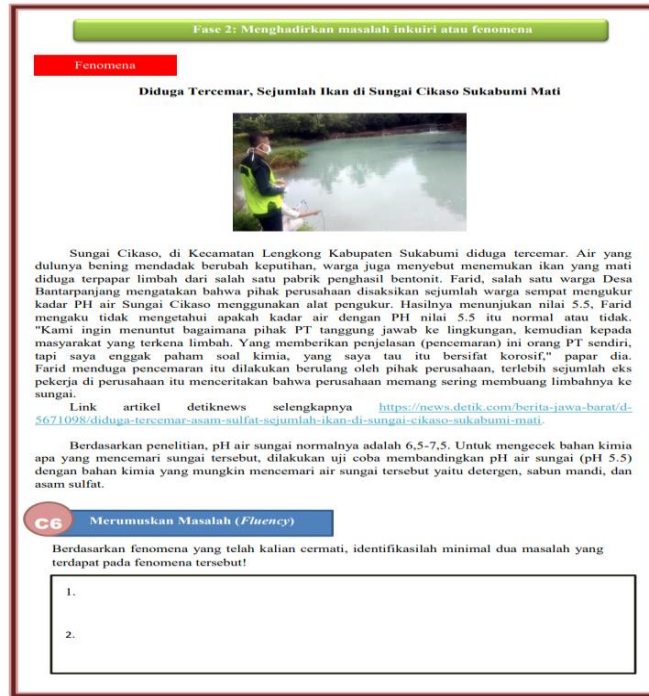 Fase 2: Menghadirkan masalah inkuiri atau fenomena
Fenomena
Diduga Tercemar, Sejumlah Ikan di Sungai Cikaso Sukabumi Mati
Sungai Cikaso, di Kecamatan Lengkong Kabupaten Sukabumi diduga tercemar. Air yang
dulunya bening mendadak berubah keputihan, warga juga menyebut menemukan ikan yang mati
diduga terpapar limbah dari salah satu pabrik penghasil bentonit. Farid, salah satu warga Desa
Bantarpanjang mengatakan bahwa pihak perusahaan disaksikan sejumlah warga sempat mengukur
kadar PH air Sungai Cikaso menggunakan alat pengukur. Hasilnya menunjukan nilai 5.5, Farid
mengaku tidak mengetahui apakah kadar air dengan PH nilai 5.5 itu normal atau tidak.
"Kami ingin menuntut bagaimana pihak PT tanggung jawab ke lingkungan, kemudian kepada
masyarakat yang terkena limbah. Yang memberikan penjelasan (pencemaran) ini orang PT sendiri,
tapi saya enggak paham soal kimia, yang saya tau itu bersifat korosif," papar dia.
Farid menduga pencemaran itu dilakukan berulang oleh pihak perusahaan, terlebih sejumlah eks
pekerja di perusahaan itu menceritakan bahwa perusahaan memang sering membuang limbahnya ke
sungai.
Link artikel detiknews selengkapnya https://news.detik.com/berita-jawa-barat/d-
5671098/diduga-tercemar-asam-sulfat-sejumlah-ikan-di-sungai-cikaso-sukabumi-mati.
Berdasarkan penelitian, pH air sungai normalnya adalah 6,5-7,5. Untuk mengecek bahan kimia
apa yang mencemari sungai tersebut, dilakukan uji coba membandingkan pH air sungai (pH 5.5)
dengan bahan kimia yang mungkin mencemari air sungai tersebut yaitu detergen, sabun mandi, dan
asam sulfat.
C6 Merumuskan Masalah (Fluency)
Berdasarkan fenomena yang telah kalian cermati, identifikasilah minimal dua masalah yang
terdapat pada fenomena tersebut!
1.
2.